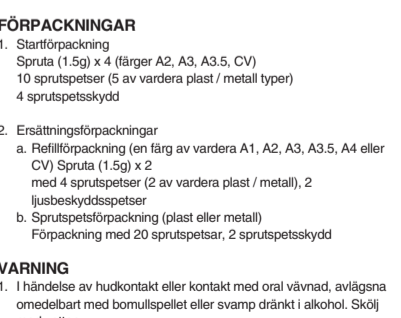 FÖRPACKNINGAR
1. Startförpackning
Spruta (1.5g) x 4 (färger A2, A3, A3.5, CV)
10 sprutspetser (5 av vardera plast / metall typer)
4 sprutspetsskydd
2. Ersättningsförpackningar
a. Refillförpackning (en färg av vardera A1, A2, A3, A3.5, A4 eller
CV) Spruta (1.5g) x 2
med 4 sprutspetser (2 av vardera plast / metall), 2
ljusbeskyddsspetser
b. Sprutspetsförpackning (plast eller metall)
Förpackning med 20 sprutspetsar, 2 sprutspetsskydd
VARNING
1. I händelse av hudkontakt eller kontakt med oral vävnad, avlägsna
omedelbart med bomullspellet eller svamp dränkt i alkohol. Skölj